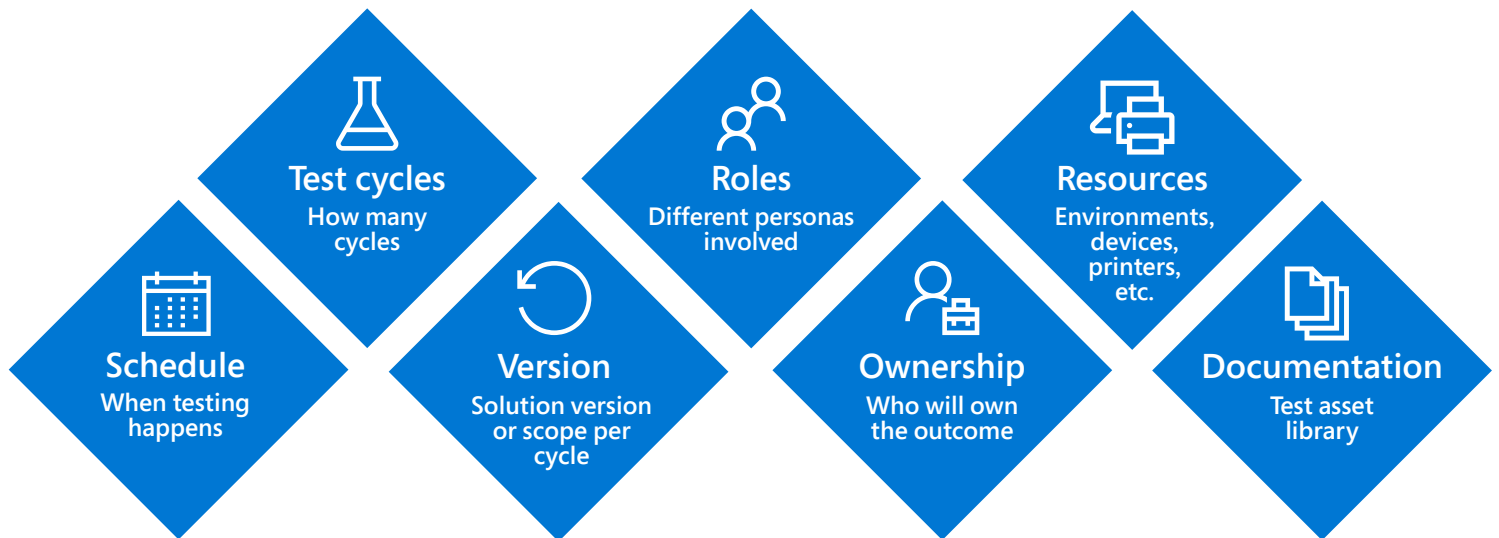 Test cycles
How many
cycles
Roles
Different personas
involved
Resources
Environments,
devices,
printers,
etc.
Schedule
When testing
happens
Version
Solution version
or scope per
cycle
Ownership
Who will own
the outcome
Documentation
Test asset
library